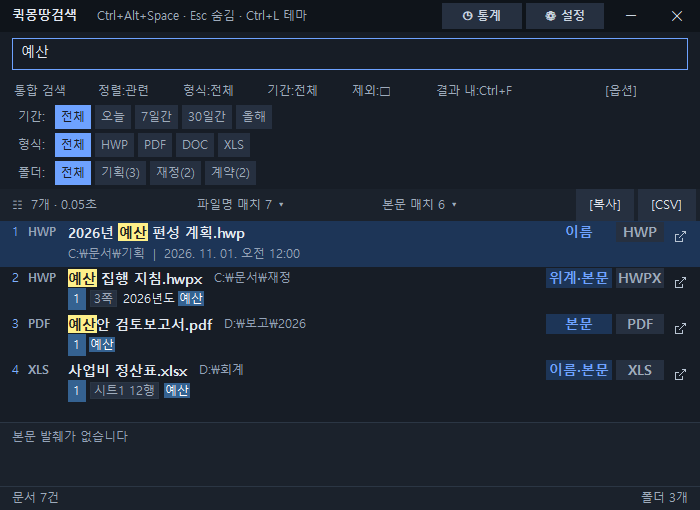 퀵몽땅검색 Ctrl+Alt+Space · Esc 숨김 · Ctrl+L 테마 통계 설정
예산
통합 검색 정렬:관련 형식:전체 기간:전체 제외:□ 결과 내:Ctrl+F [옵션]
기간: 전체 오늘 7일간 30일간 올해
형식: 전체 HWP PDF DOC XLS
폴더: 전체 기획(3) 재정(2) 계약(2)
7개 · 0.05초 파일명 매치 7 ▾ 본문 매치 6 ▾ [복사] [CSV]
1 HWP 2026년 예산 편성 계획.hwp 이름 HWP
C:₩문서₩기획 | 2026. 11. 01. 오전 12:00
2 HWP 예산 집행 지침.hwpx C:₩문서₩재정 위계·본문 HWPX
1 3쪽 2026년도 예산
3 PDF 예산안 검토보고서.pdf D:₩보고₩2026 본문 PDF
1 예산
4 XLS 사업비 정산표.xlsx D:₩회계 이름·본문 XLS
1 시트1 12행 예산
본문 발췌가 없습니다
문서 7건 폴더 3개